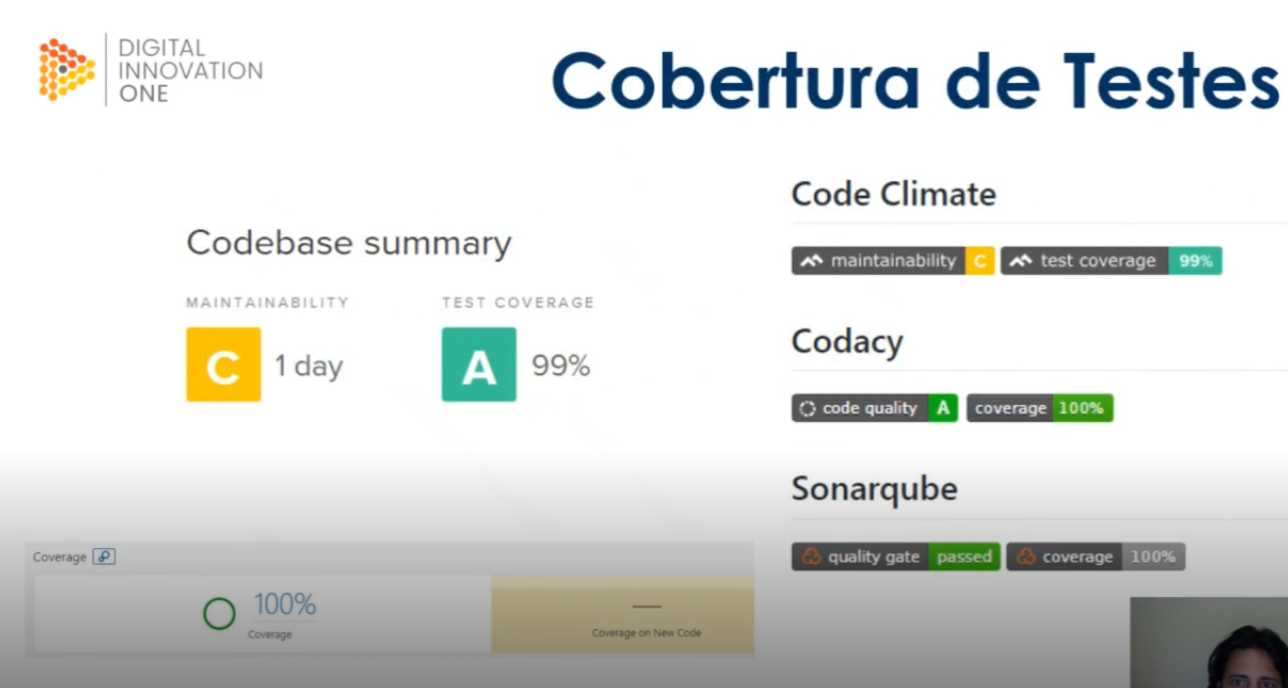 DIGITAL
INNOVATION
ONE
Cobertura de Testes
Codebase summary
MAINTAINABILITY
C 1 day
TEST COVERAGE
A 99%
Coverage
100%
Coverage
—
Coverage on New Code
Code Climate
maintainability C test coverage 99%
Codacy
code quality A coverage 100%
Sonarqube
quality gate passed coverage 100%